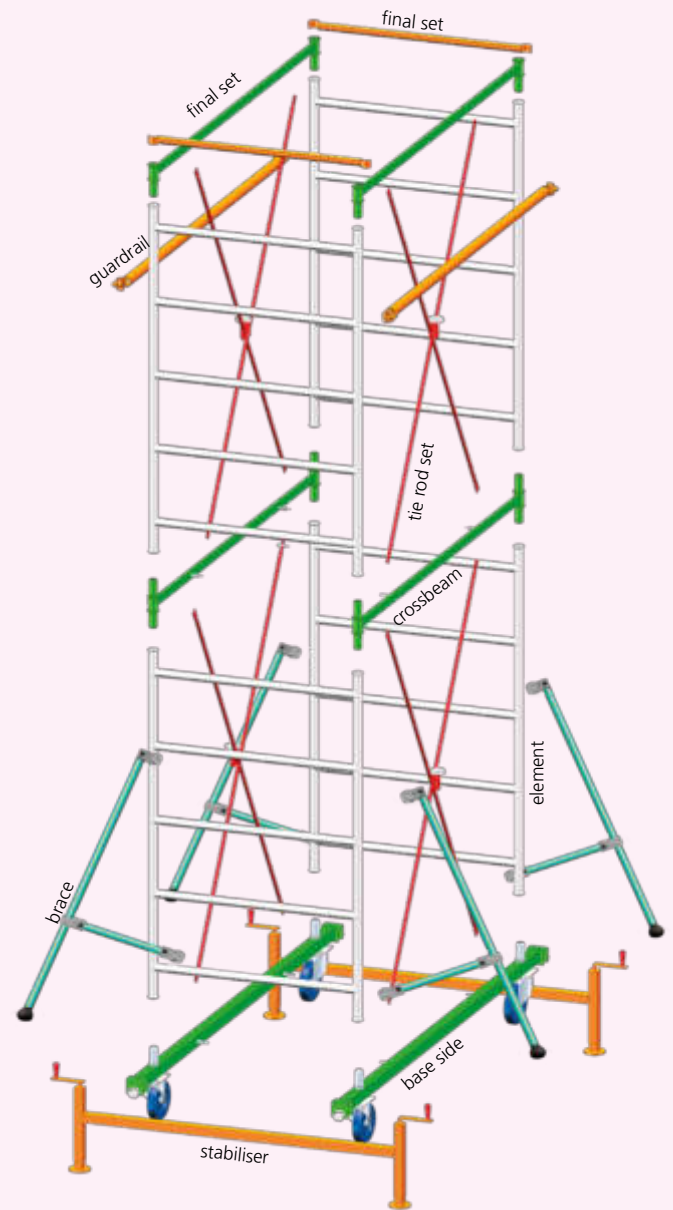 final set
final set
guardrail
tie rod set
crossbeam
element
brace
base side
stabiliser